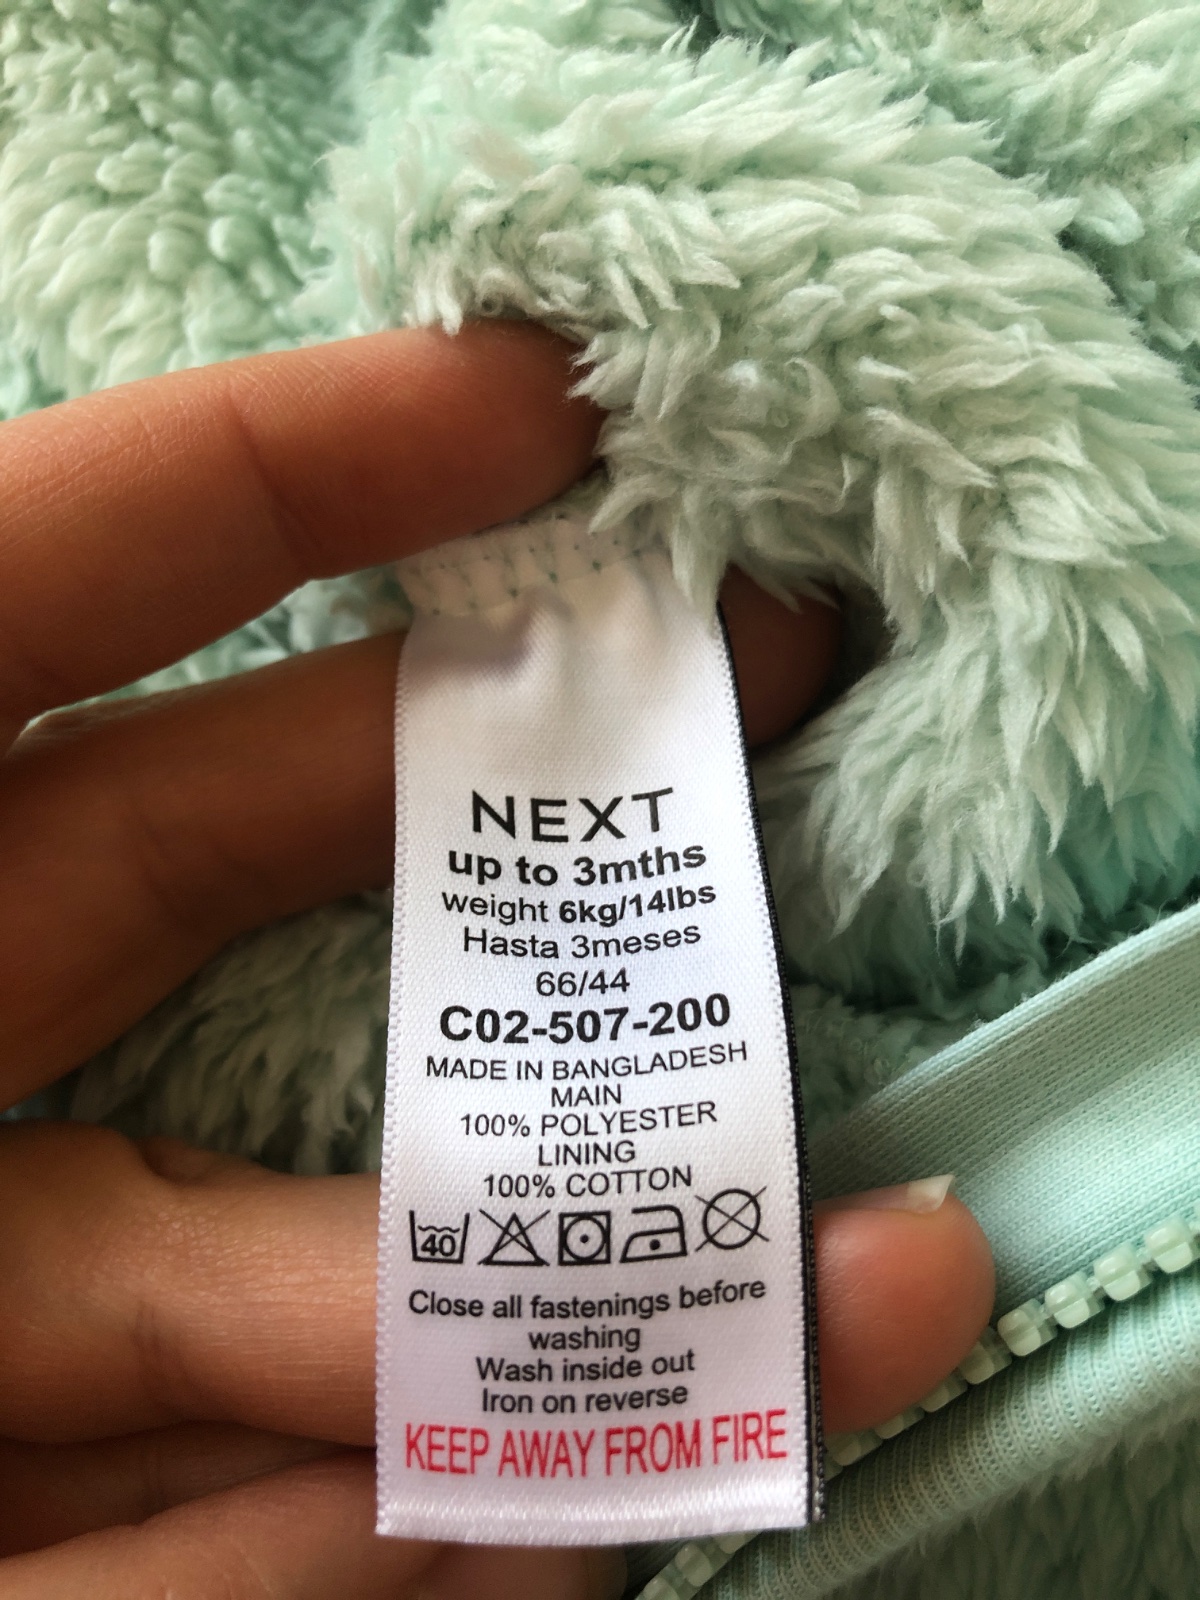 NEXT
up to 3mths
weight 6kg/14lbs
Hasta 3meses
66/44
C02-507-200
MADE IN BANGLADESH
MAIN
100% POLYESTER
LINING
100% COTTON
40
Close all fastenings before
washing
Wash inside out
Iron on reverse
KEEP AWAY FROM FIRE